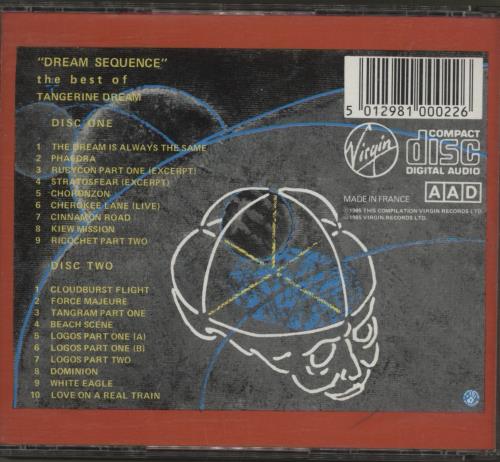 "DREAM SEQUENCE"
the best of
TANGERINE DREAM
DISC ONE
1 THE DREAM IS ALWAYS THE SAME
2 PHAEDRA
3 RUBYCON PART ONE (EXCERPT)
4 STRATOSFEAR (EXCERPT)
5 CHORONZON
6 CHEROKEE LANE (LIVE)
7 CINNAMON ROAD
8 KIEW MISSION
9 RICOCHET PART TWO
DISC TWO
1 CLOUDBURST FLIGHT
2 FORCE MAJEURE
3 TANGRAM PART ONE
4 BEACH SCENE
5 LOGOS PART ONE (A)
6 LOGOS PART ONE (B)
7 LOGOS PART TWO
8 DOMINION
9 WHITE EAGLE
10 LOVE ON A REAL TRAIN
5 012981 000226
Virgin
COMPACT
disc
DIGITAL AUDIO
AAD
MADE IN FRANCE
℗ 1985 THIS COMPILATION VIRGIN RECORDS LTD
© 1985 VIRGIN RECORDS LTD.